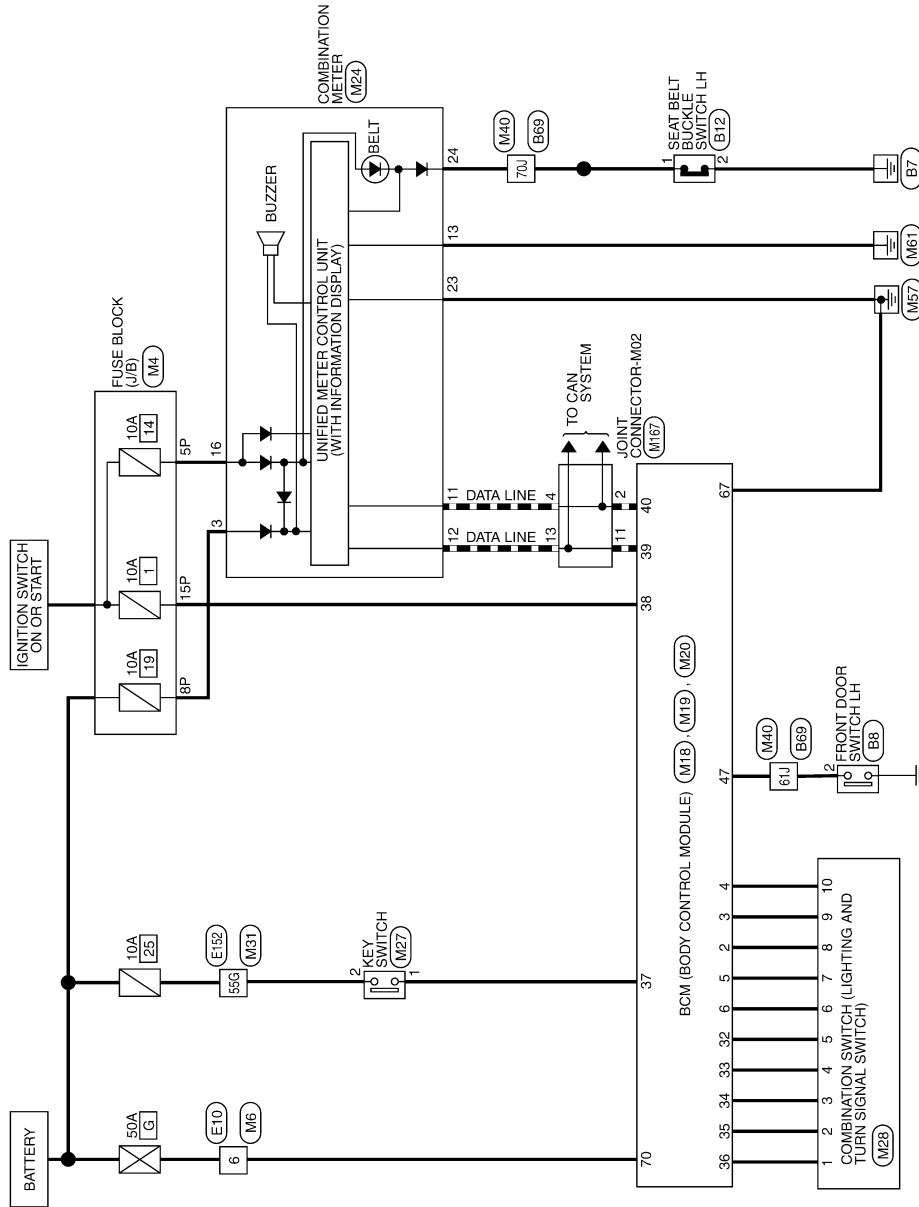 BATTERY
IGNITION SWITCH
ON OR START
50A
G
10A
25
10A
19
10A
1
10A
14
FUSE BLOCK
(J/B)
M4
8P
15P
5P
6
E10
M6
55G
E152
M31
2
KEY
SWITCH
M27
1
3
16
COMBINATION
METER
M24
BUZZER
BELT
UNIFIED METER CONTROL UNIT
(WITH INFORMATION DISPLAY)
12
11
23
13
24
DATA LINE
DATA LINE
13
4
TO CAN
SYSTEM
JOINT
CONNECTOR-M02
M167
11
2
70J
M40
B69
1
SEAT BELT
BUCKLE
SWITCH LH
B12
2
70
37
38
39
40
BCM (BODY CONTROL MODULE)
M18 , M19 , M20
36
35
34
33
32
6
5
2
3
4
47
67
1
2
3
4
5
6
7
8
9
10
COMBINATION SWITCH (LIGHTING AND
TURN SIGNAL SWITCH)
M28
61J
M40
B69
2
FRONT DOOR
SWITCH LH
B8
M57
M61
B7